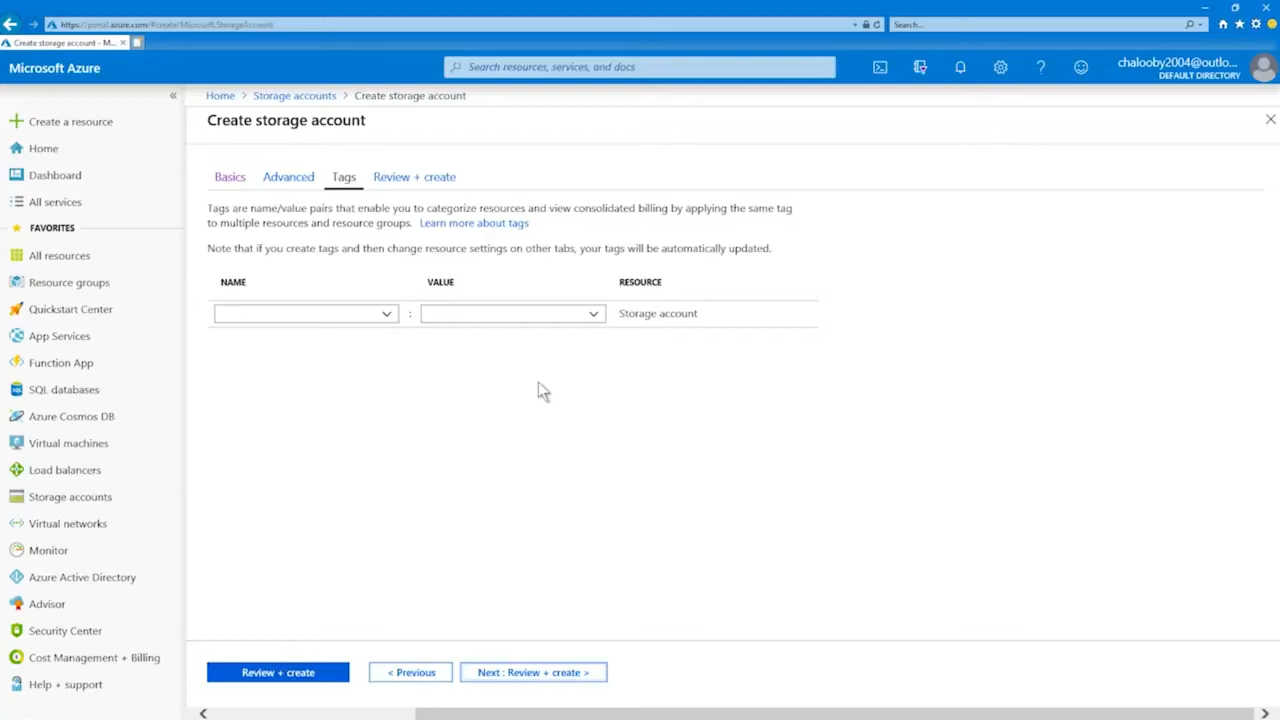 https://portal.azure.com/#create/Microsoft.StorageAccount
Search...
Create storage account - M...
Microsoft Azure
Search resources, services, and docs
chalooby2004@outlo...
DEFAULT DIRECTORY
Home > Storage accounts > Create storage account
Create storage account
Create a resource
Home
Dashboard
All services
FAVORITES
All resources
Resource groups
Quickstart Center
App Services
Function App
SQL databases
Azure Cosmos DB
Virtual machines
Load balancers
Storage accounts
Virtual networks
Monitor
Azure Active Directory
Advisor
Security Center
Cost Management + Billing
Help + support
Basics Advanced Tags Review + create
Tags are name/value pairs that enable you to categorize resources and view consolidated billing by applying the same tag
to multiple resources and resource groups. Learn more about tags
Note that if you create tags and then change resource settings on other tabs, your tags will be automatically updated.
NAME VALUE RESOURCE
: Storage account
Review + create < Previous Next : Review + create >